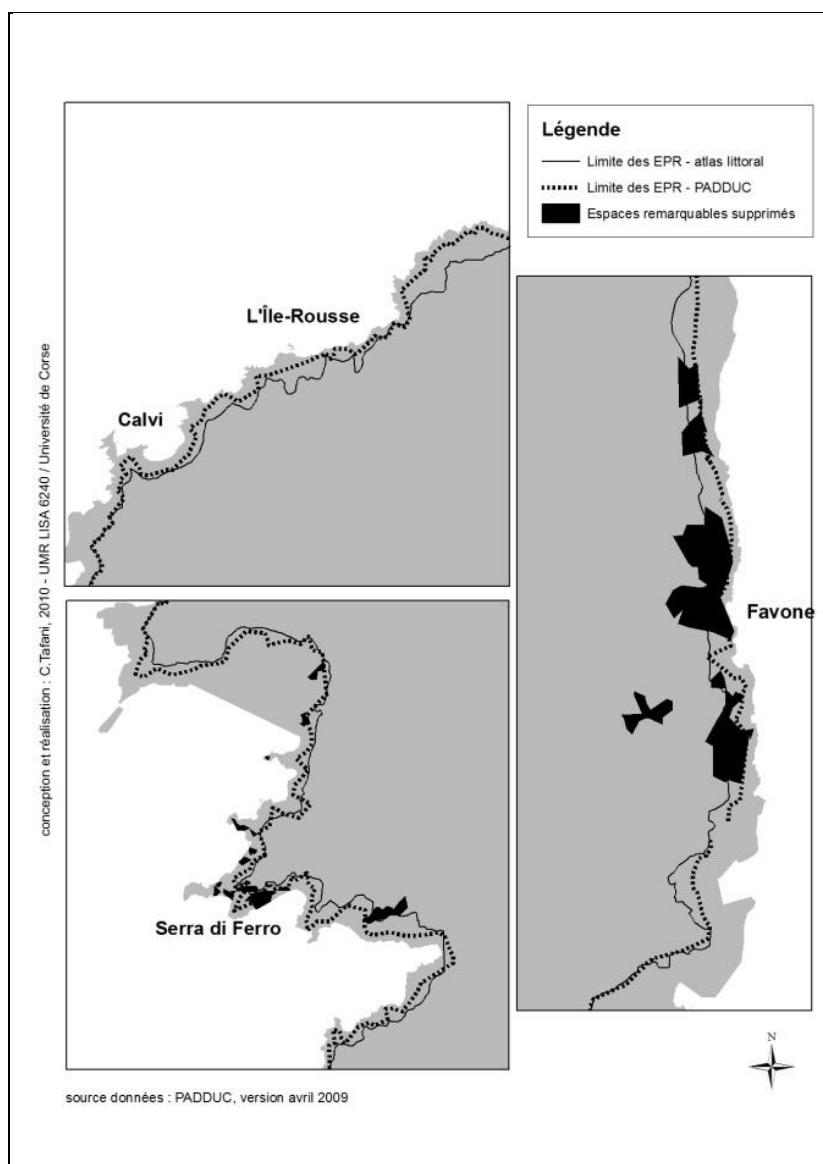 Légende
Limite des EPR - atlas littoral
Limite des EPR - PADDUC
Espaces remarquables supprimés
L'Île-Rousse
Calvi
Favone
Serra di Ferro
conception et réalisation : C.Tafani, 2010 - UMR LISA 6240 / Université de Corse
N
source données : PADDUC, version avril 2009